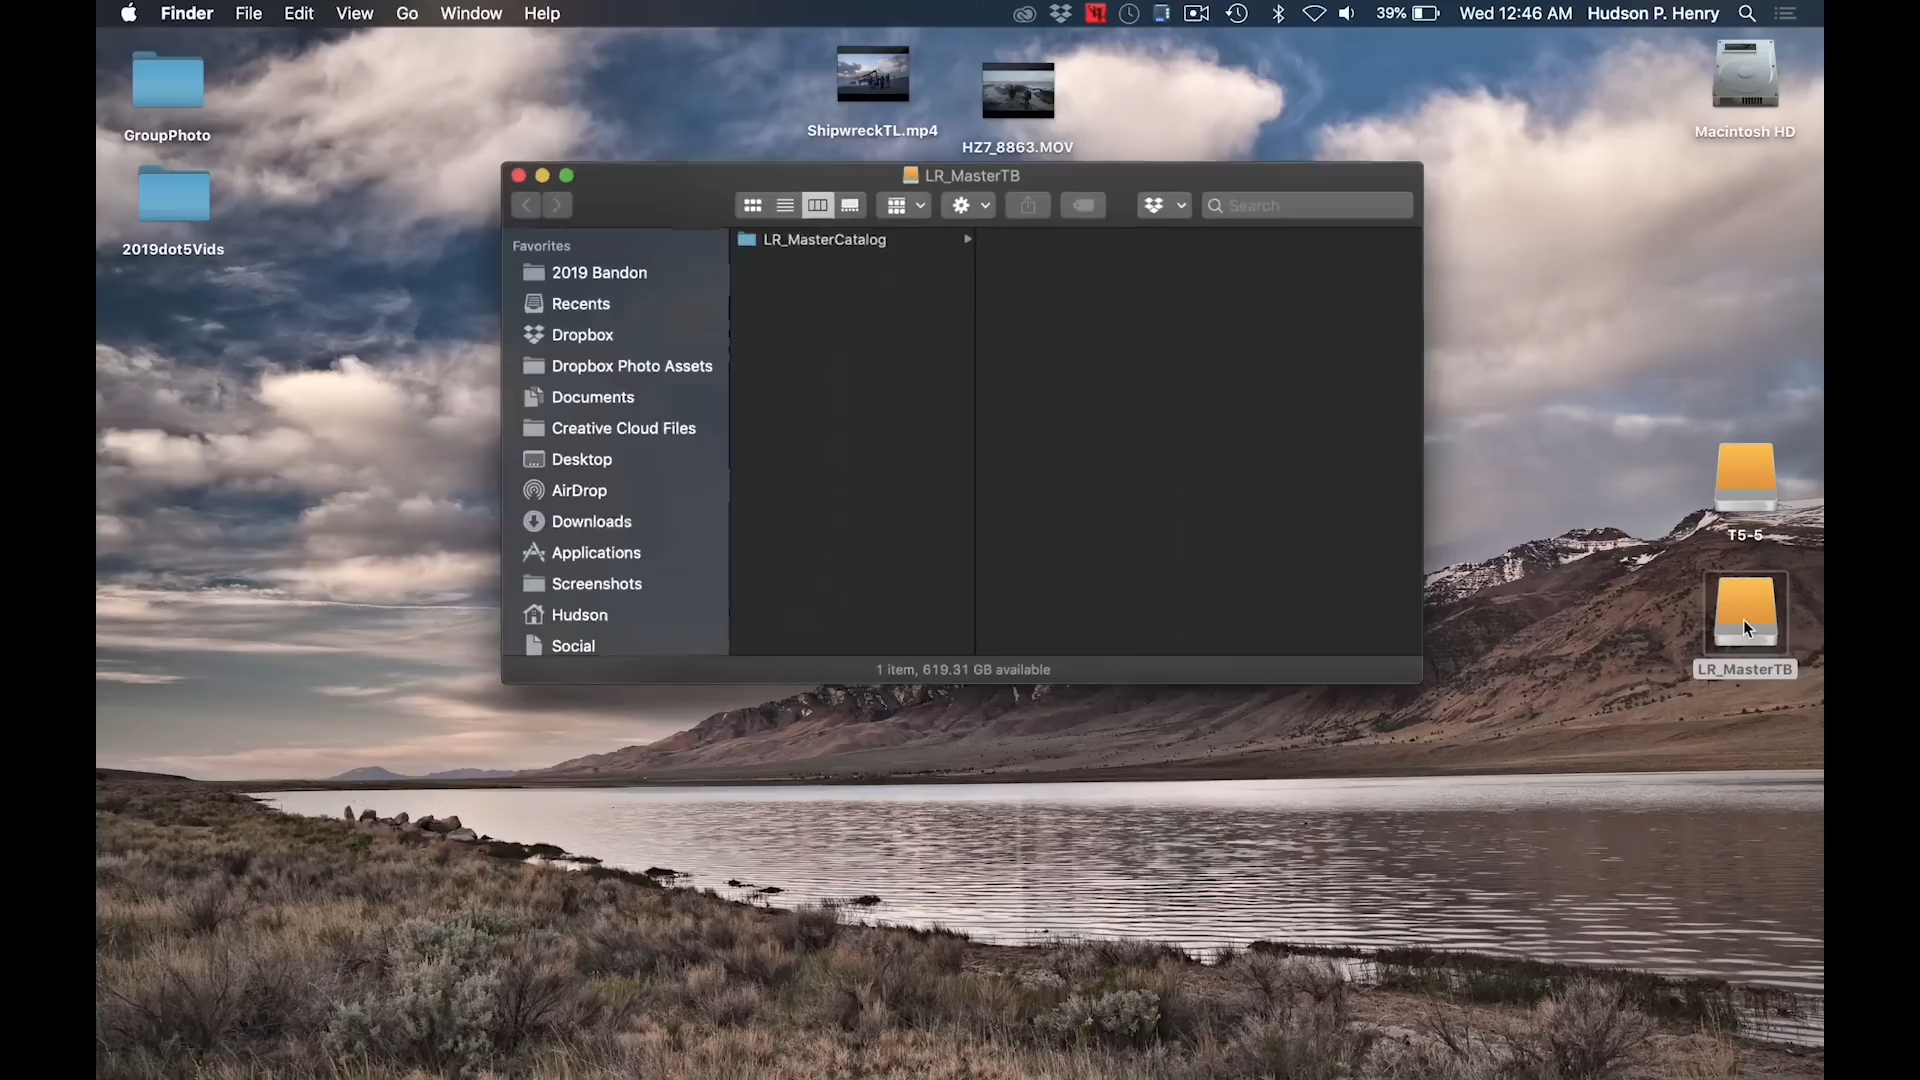 Finder File Edit View Go Window Help 39% Wed 12:46 AM Hudson P. Henry
GroupPhoto
2019dot5Vids
ShipwreckTL.mp4
HZ7_8863.MOV
Macintosh HD
LR_MasterTB
Search
Favorites
2019 Bandon
Recents
Dropbox
Dropbox Photo Assets
Documents
Creative Cloud Files
Desktop
AirDrop
Downloads
Applications
Screenshots
Hudson
Social
LR_MasterCatalog
1 item, 619.31 GB available
T5-5
LR_MasterTB